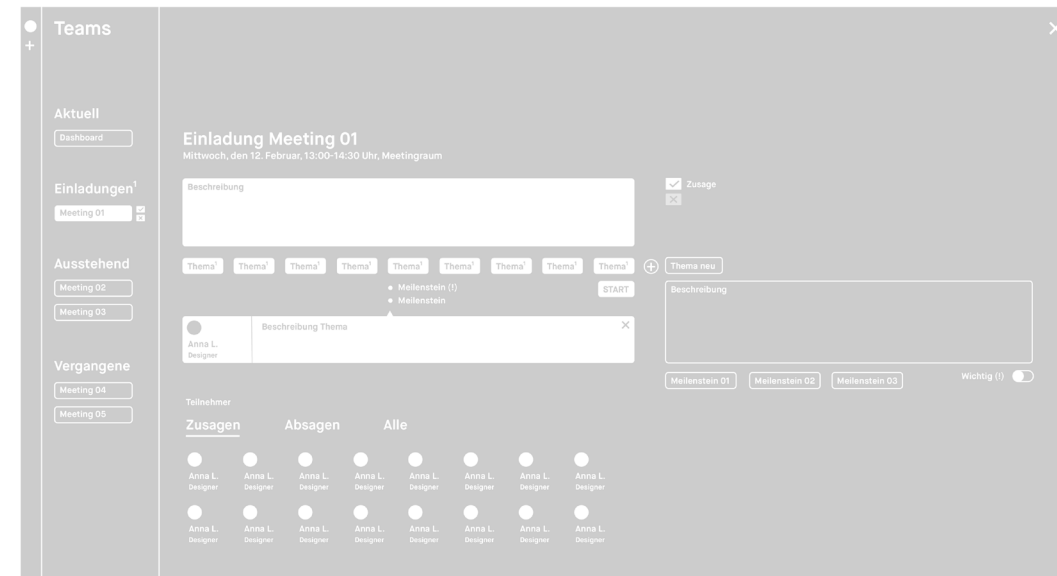 Teams
+
Aktuell
Dashboard
Einladungen¹
Meeting 01
Ausstehend
Meeting 02
Meeting 03
Vergangene
Meeting 04
Meeting 05
Einladung Meeting 01
Mittwoch, den 12. Februar, 13:00-14:30 Uhr, Meetingraum
Beschreibung
Thema¹ Thema¹ Thema¹ Thema¹ Thema¹ Thema¹ Thema¹ Thema¹ Thema¹
Meilenstein (!)
Meilenstein
START
Anna L.
Designer
Beschreibung Thema
Teilnehmer
Zusagen Absagen Alle
Anna L. Anna L. Anna L. Anna L. Anna L. Anna L. Anna L. Anna L.
Designer Designer Designer Designer Designer Designer Designer Designer
Anna L. Anna L. Anna L. Anna L. Anna L. Anna L. Anna L. Anna L.
Designer Designer Designer Designer Designer Designer Designer Designer
Zusage
Thema neu
Beschreibung
Meilenstein 01 Meilenstein 02 Meilenstein 03
Wichtig (!)